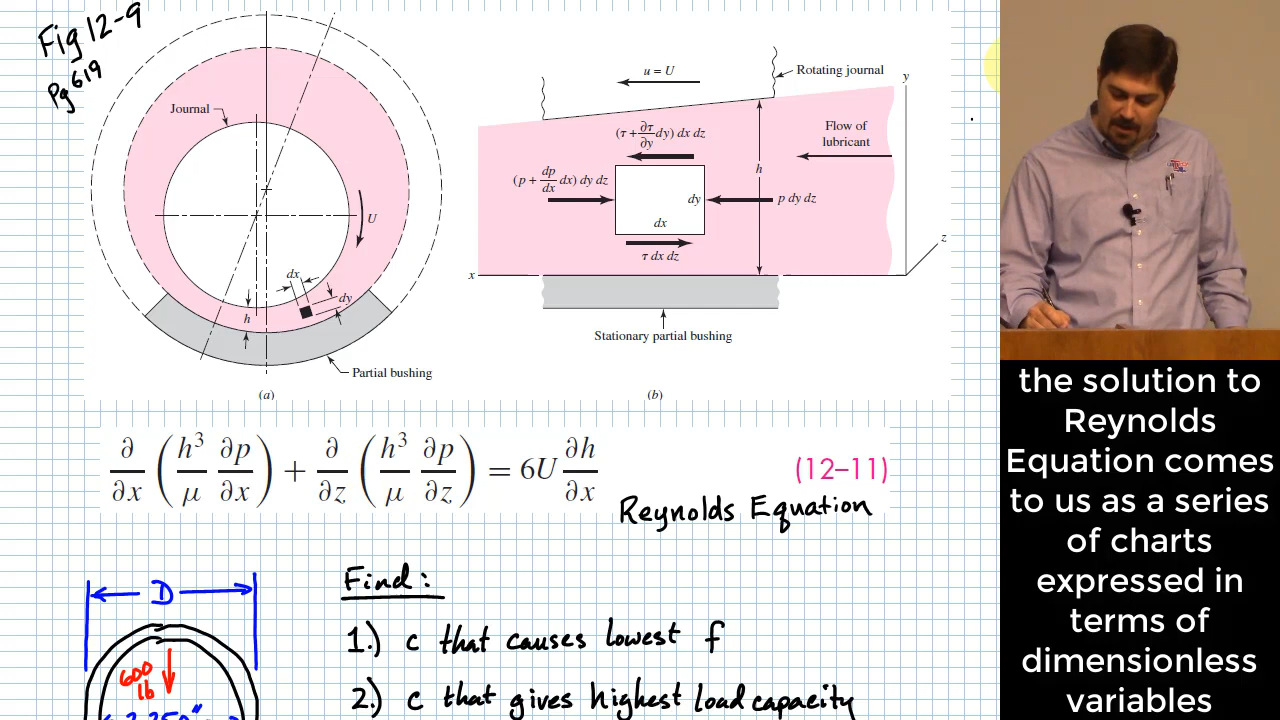 Fig 12-9
Pg 619
Journal
U
dx
dy
h
Partial bushing
(a)
u = U
Rotating journal
y
(τ + ∂τ/∂y dy) dx dz
Flow of
lubricant
h
(p + dp/dx dx) dy dz
dy
p dy dz
dx
τ dx dz
z
x
Stationary partial bushing
(b)
∂/∂x (h³/μ ∂p/∂x) + ∂/∂z (h³/μ ∂p/∂z) = 6U ∂h/∂x
(12–11)
Reynolds Equation
D
600
lb
Find:
1.) c that causes lowest f
2.) c that gives highest load capacity
the solution to
Reynolds
Equation comes
to us as a series
of charts
expressed in
terms of
dimensionless
variables